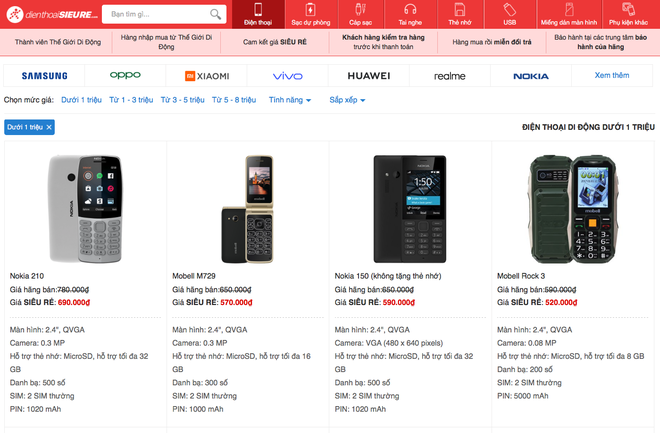 dienthoaiSIEURE.com
Bạn tìm gì...
Điện thoại
Sạc dự phòng
Cáp sạc
Tai nghe
Thẻ nhớ
USB
Miếng dán màn hình
Phụ kiện khác
Thành viên Thế Giới Di Động
Hàng nhập mua từ Thế Giới Di
Động
Cam kết giá SIÊU RẺ
Khách hàng kiểm tra hàng
trước khi thanh toán
Hàng mua rồi miễn đổi trả
Bảo hành tại các trung tâm bảo
hành của hãng
SAMSUNG
oppo
mi XIAOMI
vivo
HUAWEI
realme
NOKIA
Xem thêm
Chọn mức giá: Dưới 1 triệu Từ 1 - 3 triệu Từ 3 - 5 triệu Từ 5 - 8 triệu Tính năng Sắp xếp
Dưới 1 triệu ×
ĐIỆN THOẠI DI ĐỘNG DƯỚI 1 TRIỆU
Nokia 210
Giá hãng bán: 780.000₫
Giá SIÊU RẺ: 690.000₫
Màn hình: 2.4", QVGA
Camera: 0.3 MP
Hỗ trợ thẻ nhớ: MicroSD, hỗ trợ tối đa 32
GB
Danh bạ: 500 số
SIM: 2 SIM thường
PIN: 1020 mAh
Mobell M729
Giá hãng bán: 650.000₫
Giá SIÊU RẺ: 570.000₫
Màn hình: 2.4", QVGA
Camera: 0.3 MP
Hỗ trợ thẻ nhớ: MicroSD, hỗ trợ tối đa 16
GB
Danh bạ: 300 số
SIM: 2 SIM thường
PIN: 1000 mAh
NOKIA
1:50
Nokia 150 (không tặng thẻ nhớ)
Giá hãng bán: 650.000₫
Giá SIÊU RẺ: 590.000₫
Màn hình: 2.4", QVGA
Camera: VGA (480 x 640 pixels)
Hỗ trợ thẻ nhớ: MicroSD, hỗ trợ tối đa 32
GB
Danh bạ: 500 số
SIM: 2 SIM thường
PIN: 1020 mAh
mobell
Mobell Rock 3
Giá hãng bán: 590.000₫
Giá SIÊU RẺ: 520.000₫
Màn hình: 2.4", QVGA
Camera: 0.08 MP
Hỗ trợ thẻ nhớ: MicroSD, hỗ trợ tối đa 8 GB
Danh bạ: 200 số
SIM: 2 SIM thường
PIN: 5000 mAh